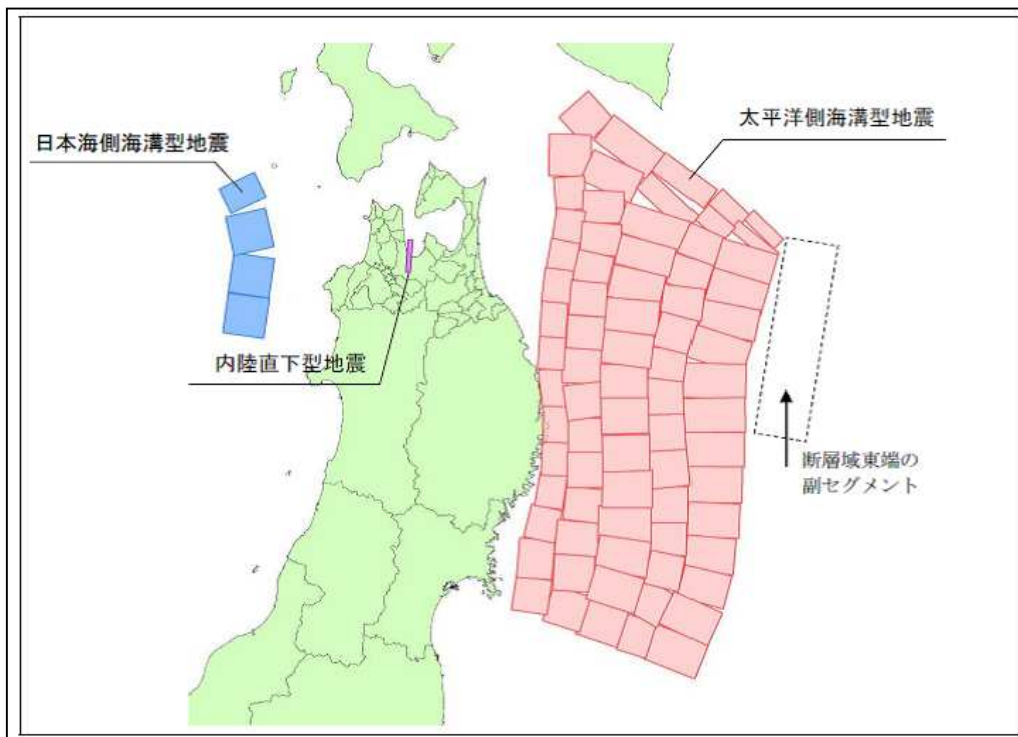 太平洋側海溝型地震
日本海側海溝型地震
内陸直下型地震
断層域東端の
副セグメント